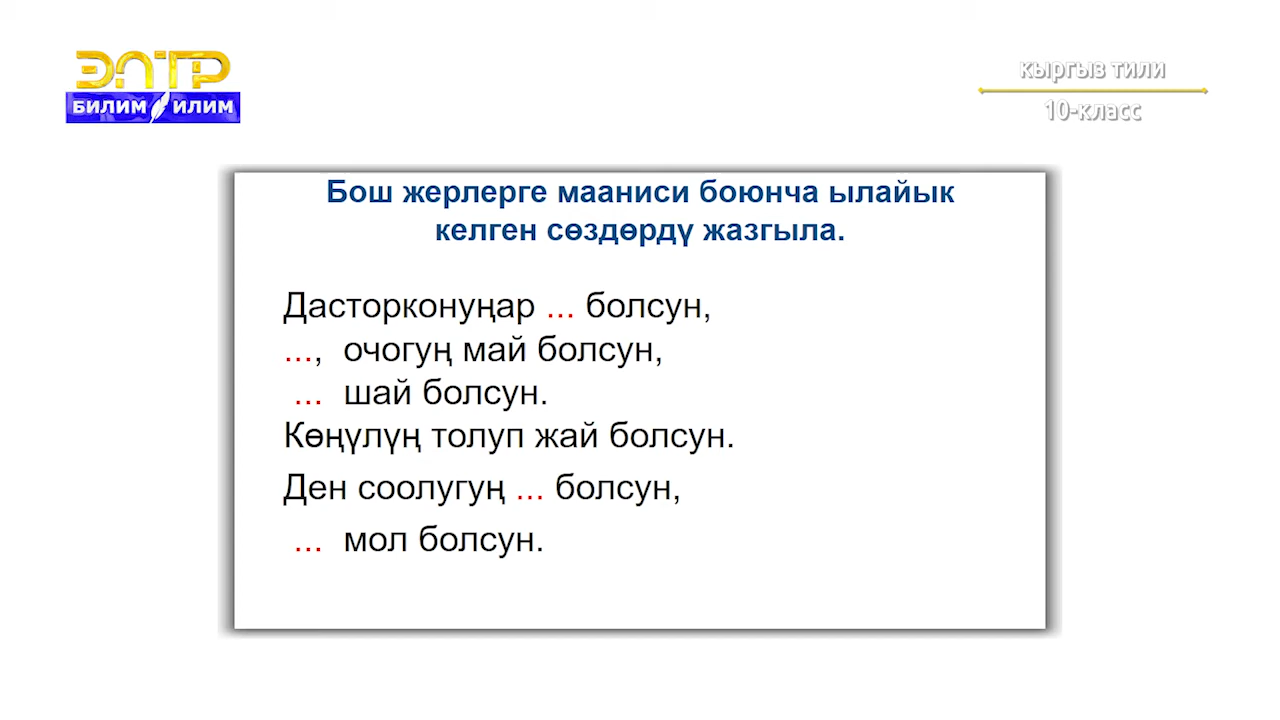 ЭЛТР
БИЛИМ ИЛИМ
кыргыз тили
10-класс
Бош жерлерге мааниси боюнча ылайык
келген сөздөрдү жазгыла.
Дасторконуңар ... болсун,
..., очогуң май болсун,
... шай болсун.
Көңүлүң толуп жай болсун.
Ден соолугуң ... болсун,
... мол болсун.